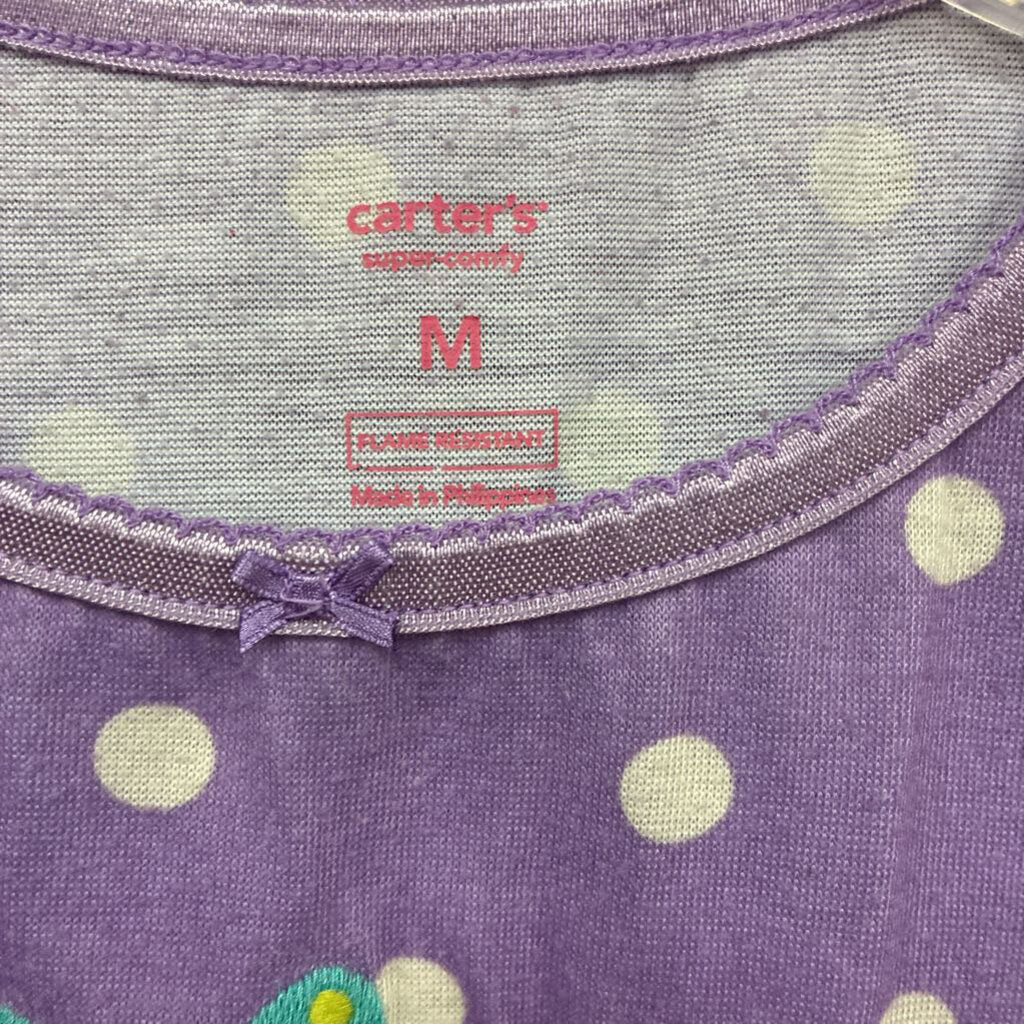 carter's®
super-comfy
M
FLAME RESISTANT
Made in Philippines